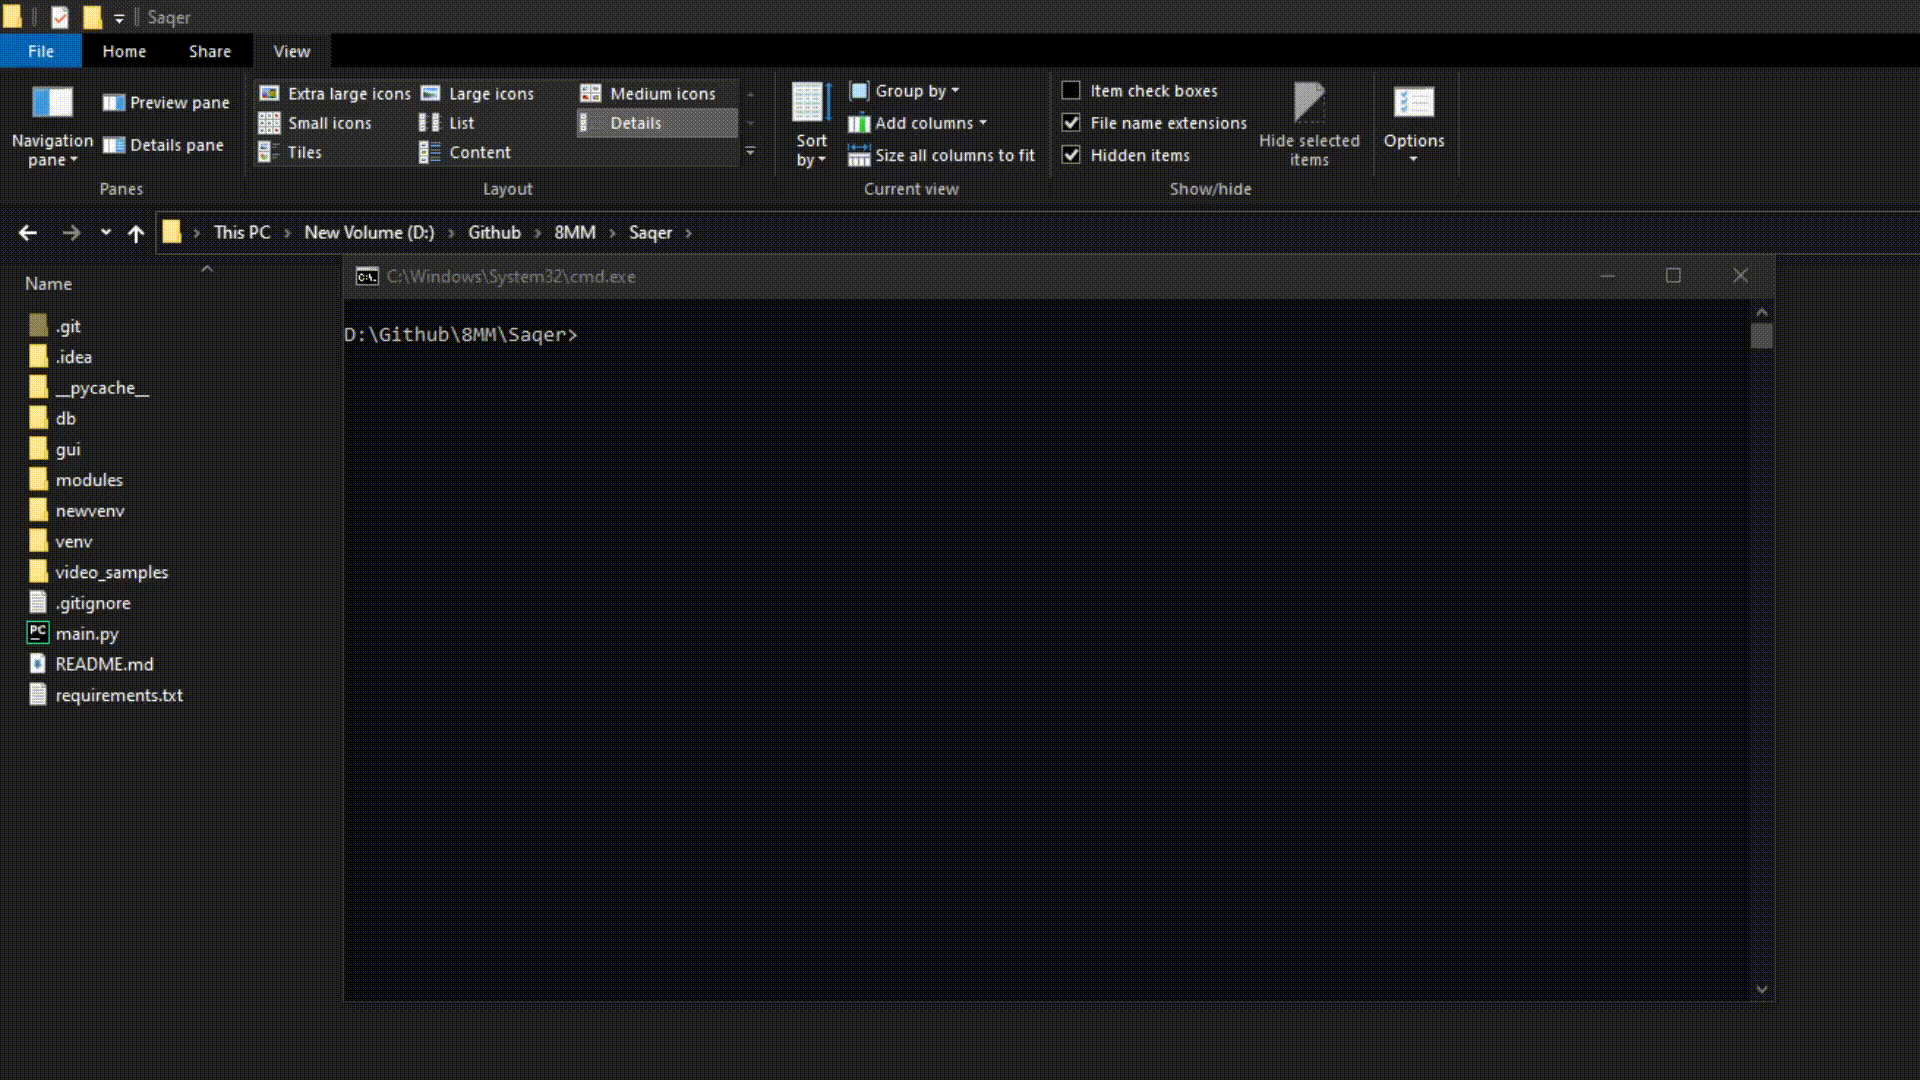 Saqer
File Home Share View
Navigation pane
Preview pane
Details pane
Panes
Extra large icons Large icons Medium icons
Small icons List Details
Tiles Content
Layout
Sort by
Group by
Add columns
Size all columns to fit
Current view
Item check boxes
File name extensions
Hidden items
Hide selected items
Show/hide
Options
This PC > New Volume (D:) > Github > 8MM > Saqer >
Name
.git
.idea
__pycache__
db
gui
modules
newvenv
venv
video_samples
.gitignore
PC main.py
README.md
requirements.txt
C:\Windows\System32\cmd.exe
D:\Github\8MM\Saqer>